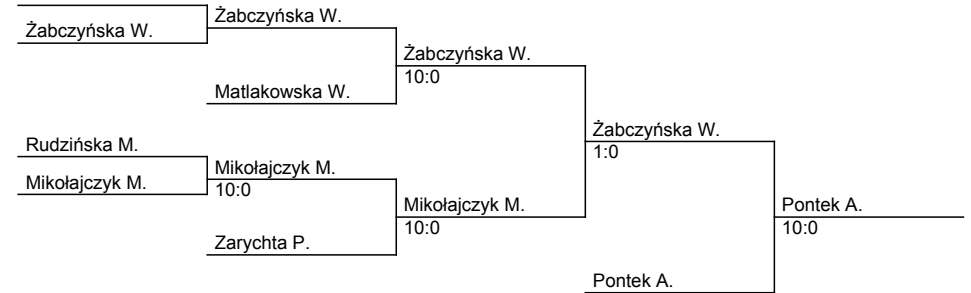 Żabczyńska W.
Żabczyńska W.
Żabczyńska W.
10:0
Matlakowska W.
Żabczyńska W.
1:0
Rudzińska M.
Mikołajczyk M.
Mikołajczyk M.
10:0
Mikołajczyk M.
10:0
Pontek A.
10:0
Zarychta P.
Pontek A.